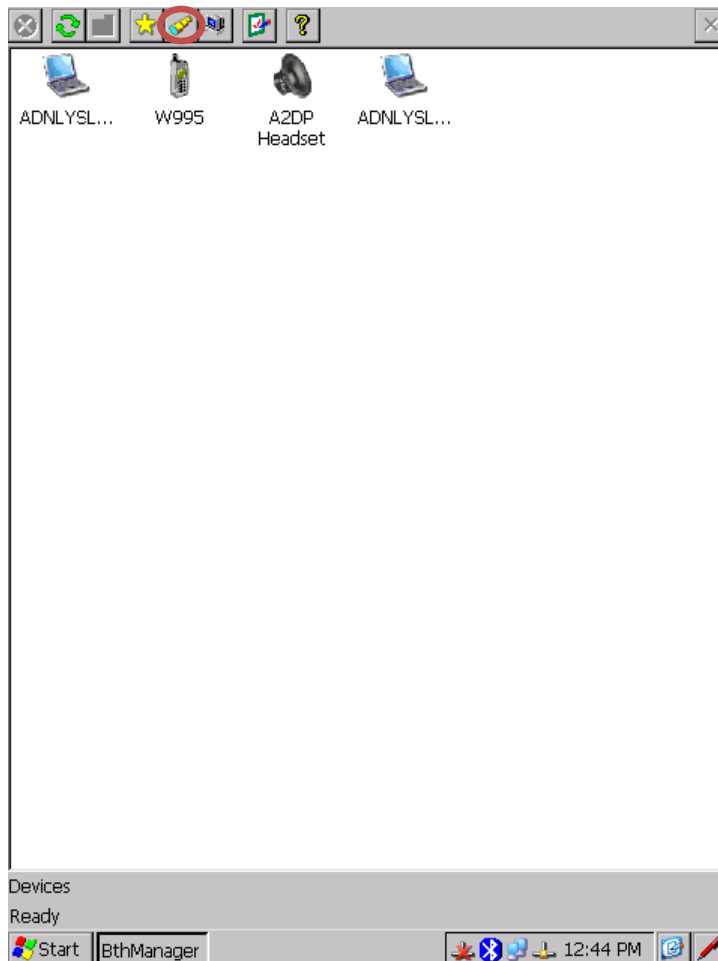 ADNLYSL...
W995
A2DP
Headset
ADNLYSL...
Devices
Ready
Start
BthManager
12:44 PM